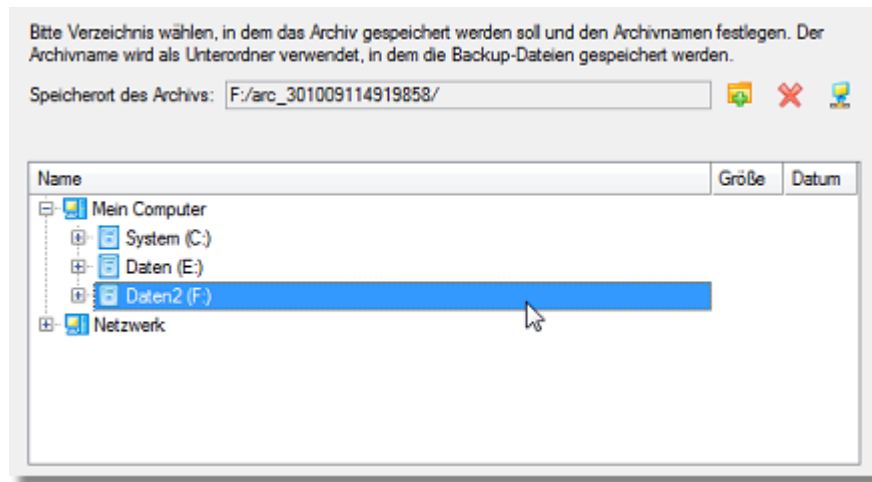 Bitte Verzeichnis wählen, in dem das Archiv gespeichert werden soll und den Archivnamen festlegen. Der
Archivname wird als Unterordner verwendet, in dem die Backup-Dateien gespeichert werden.
Speicherort des Archivs: F:/arc_301009114919858/
Name Größe Datum
Mein Computer
System (C:)
Daten (E:)
Daten2 (F:)
Netzwerk